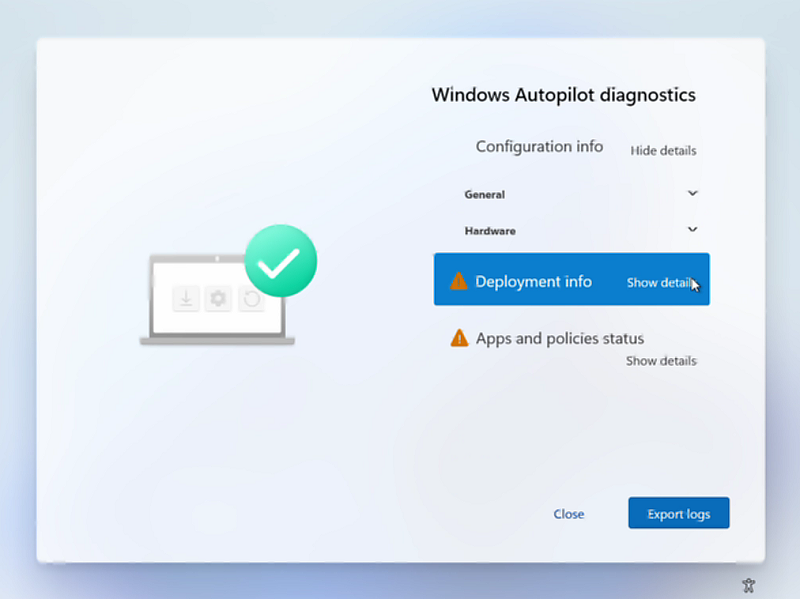 Windows Autopilot diagnostics
Configuration info Hide details
General
Hardware
Deployment info Show details
Apps and policies status
Show details
Close Export logs